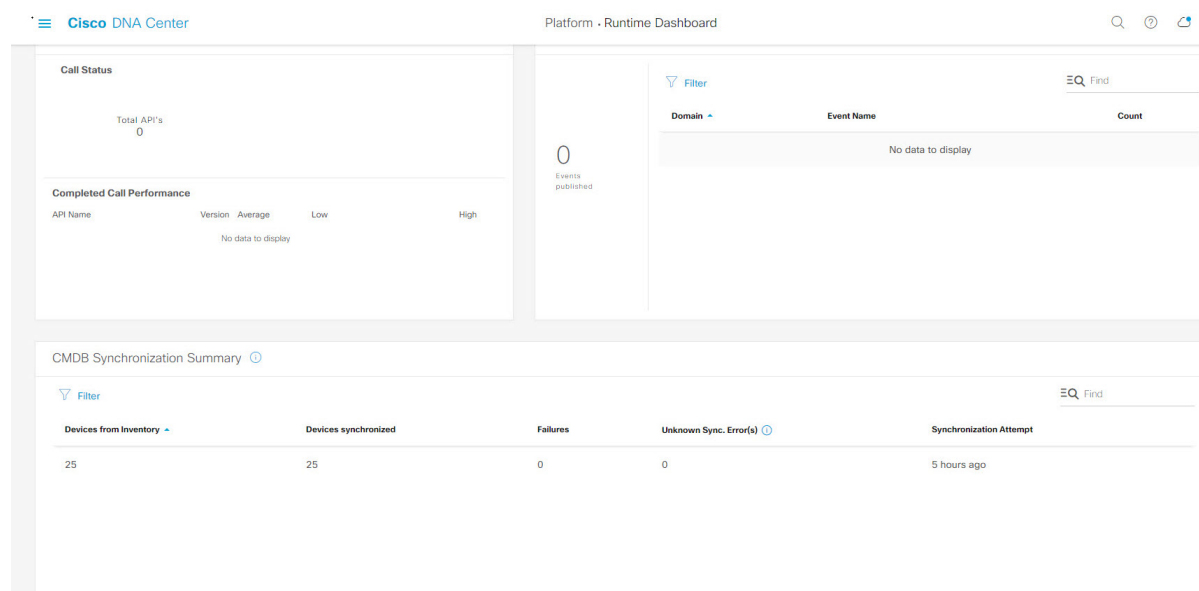 Cisco DNA Center
Platform • Runtime Dashboard
Call Status
Total API's
0
Completed Call Performance
API Name Version Average Low High
No data to display
0
Events
published
Filter
Find
Domain Event Name Count
No data to display
CMDB Synchronization Summary
Filter
Find
Devices from Inventory Devices synchronized Failures Unknown Sync. Error(s) Synchronization Attempt
25 25 0 0 5 hours ago